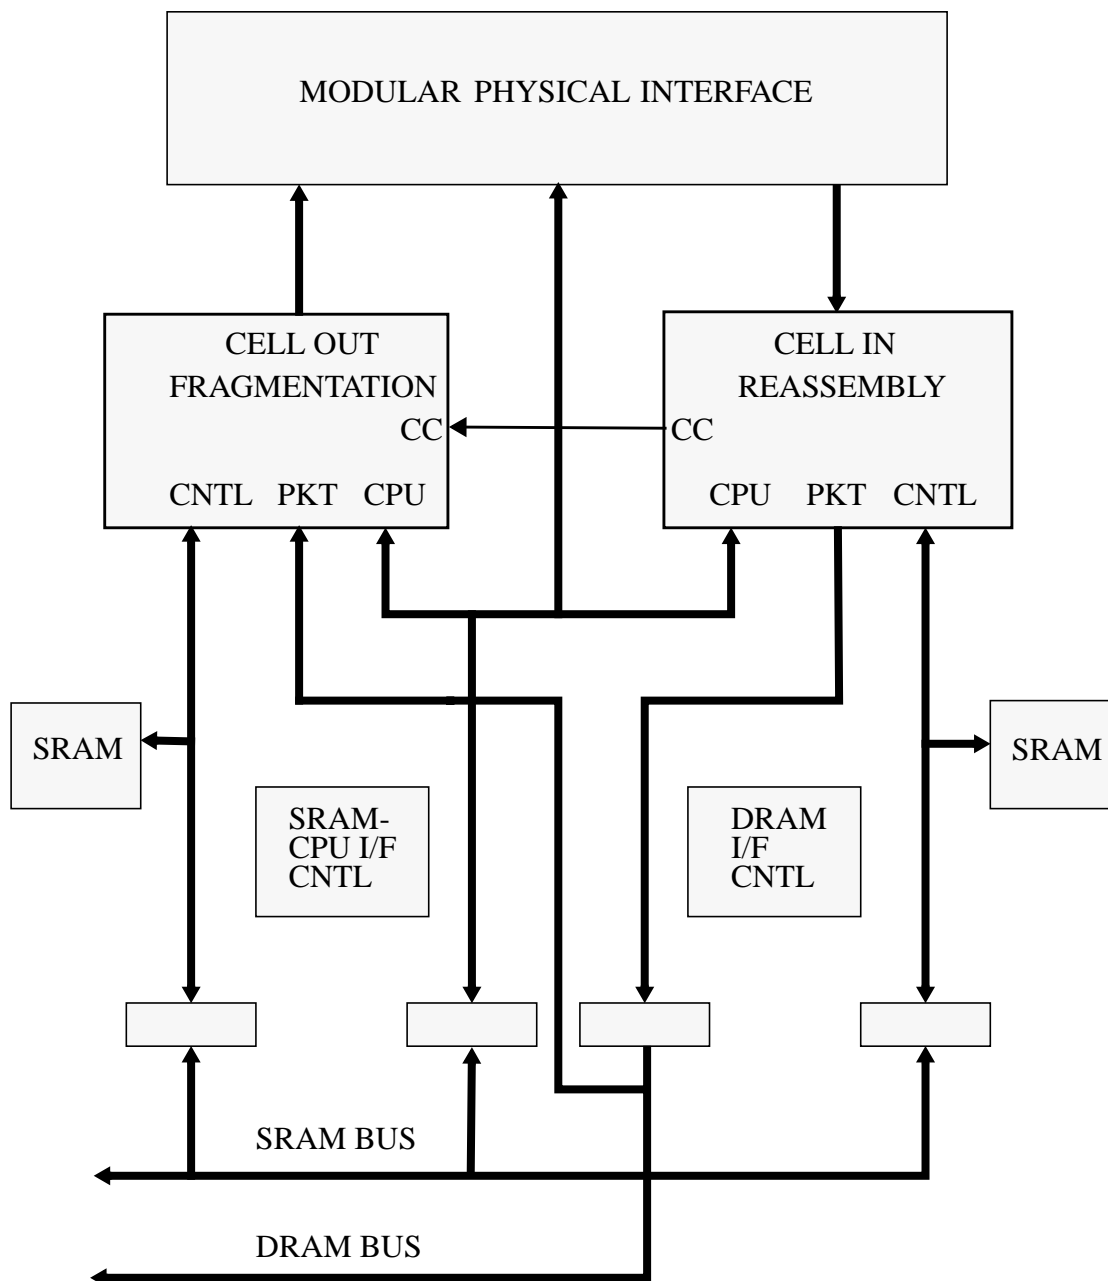 MODULAR PHYSICAL INTERFACE
CELL OUT
FRAGMENTATION
CC
CNTL PKT CPU
CELL IN
REASSEMBLY
CC
CPU PKT CNTL
SRAM
SRAM-
CPU I/F
CNTL
DRAM
I/F
CNTL
SRAM
SRAM BUS
DRAM BUS